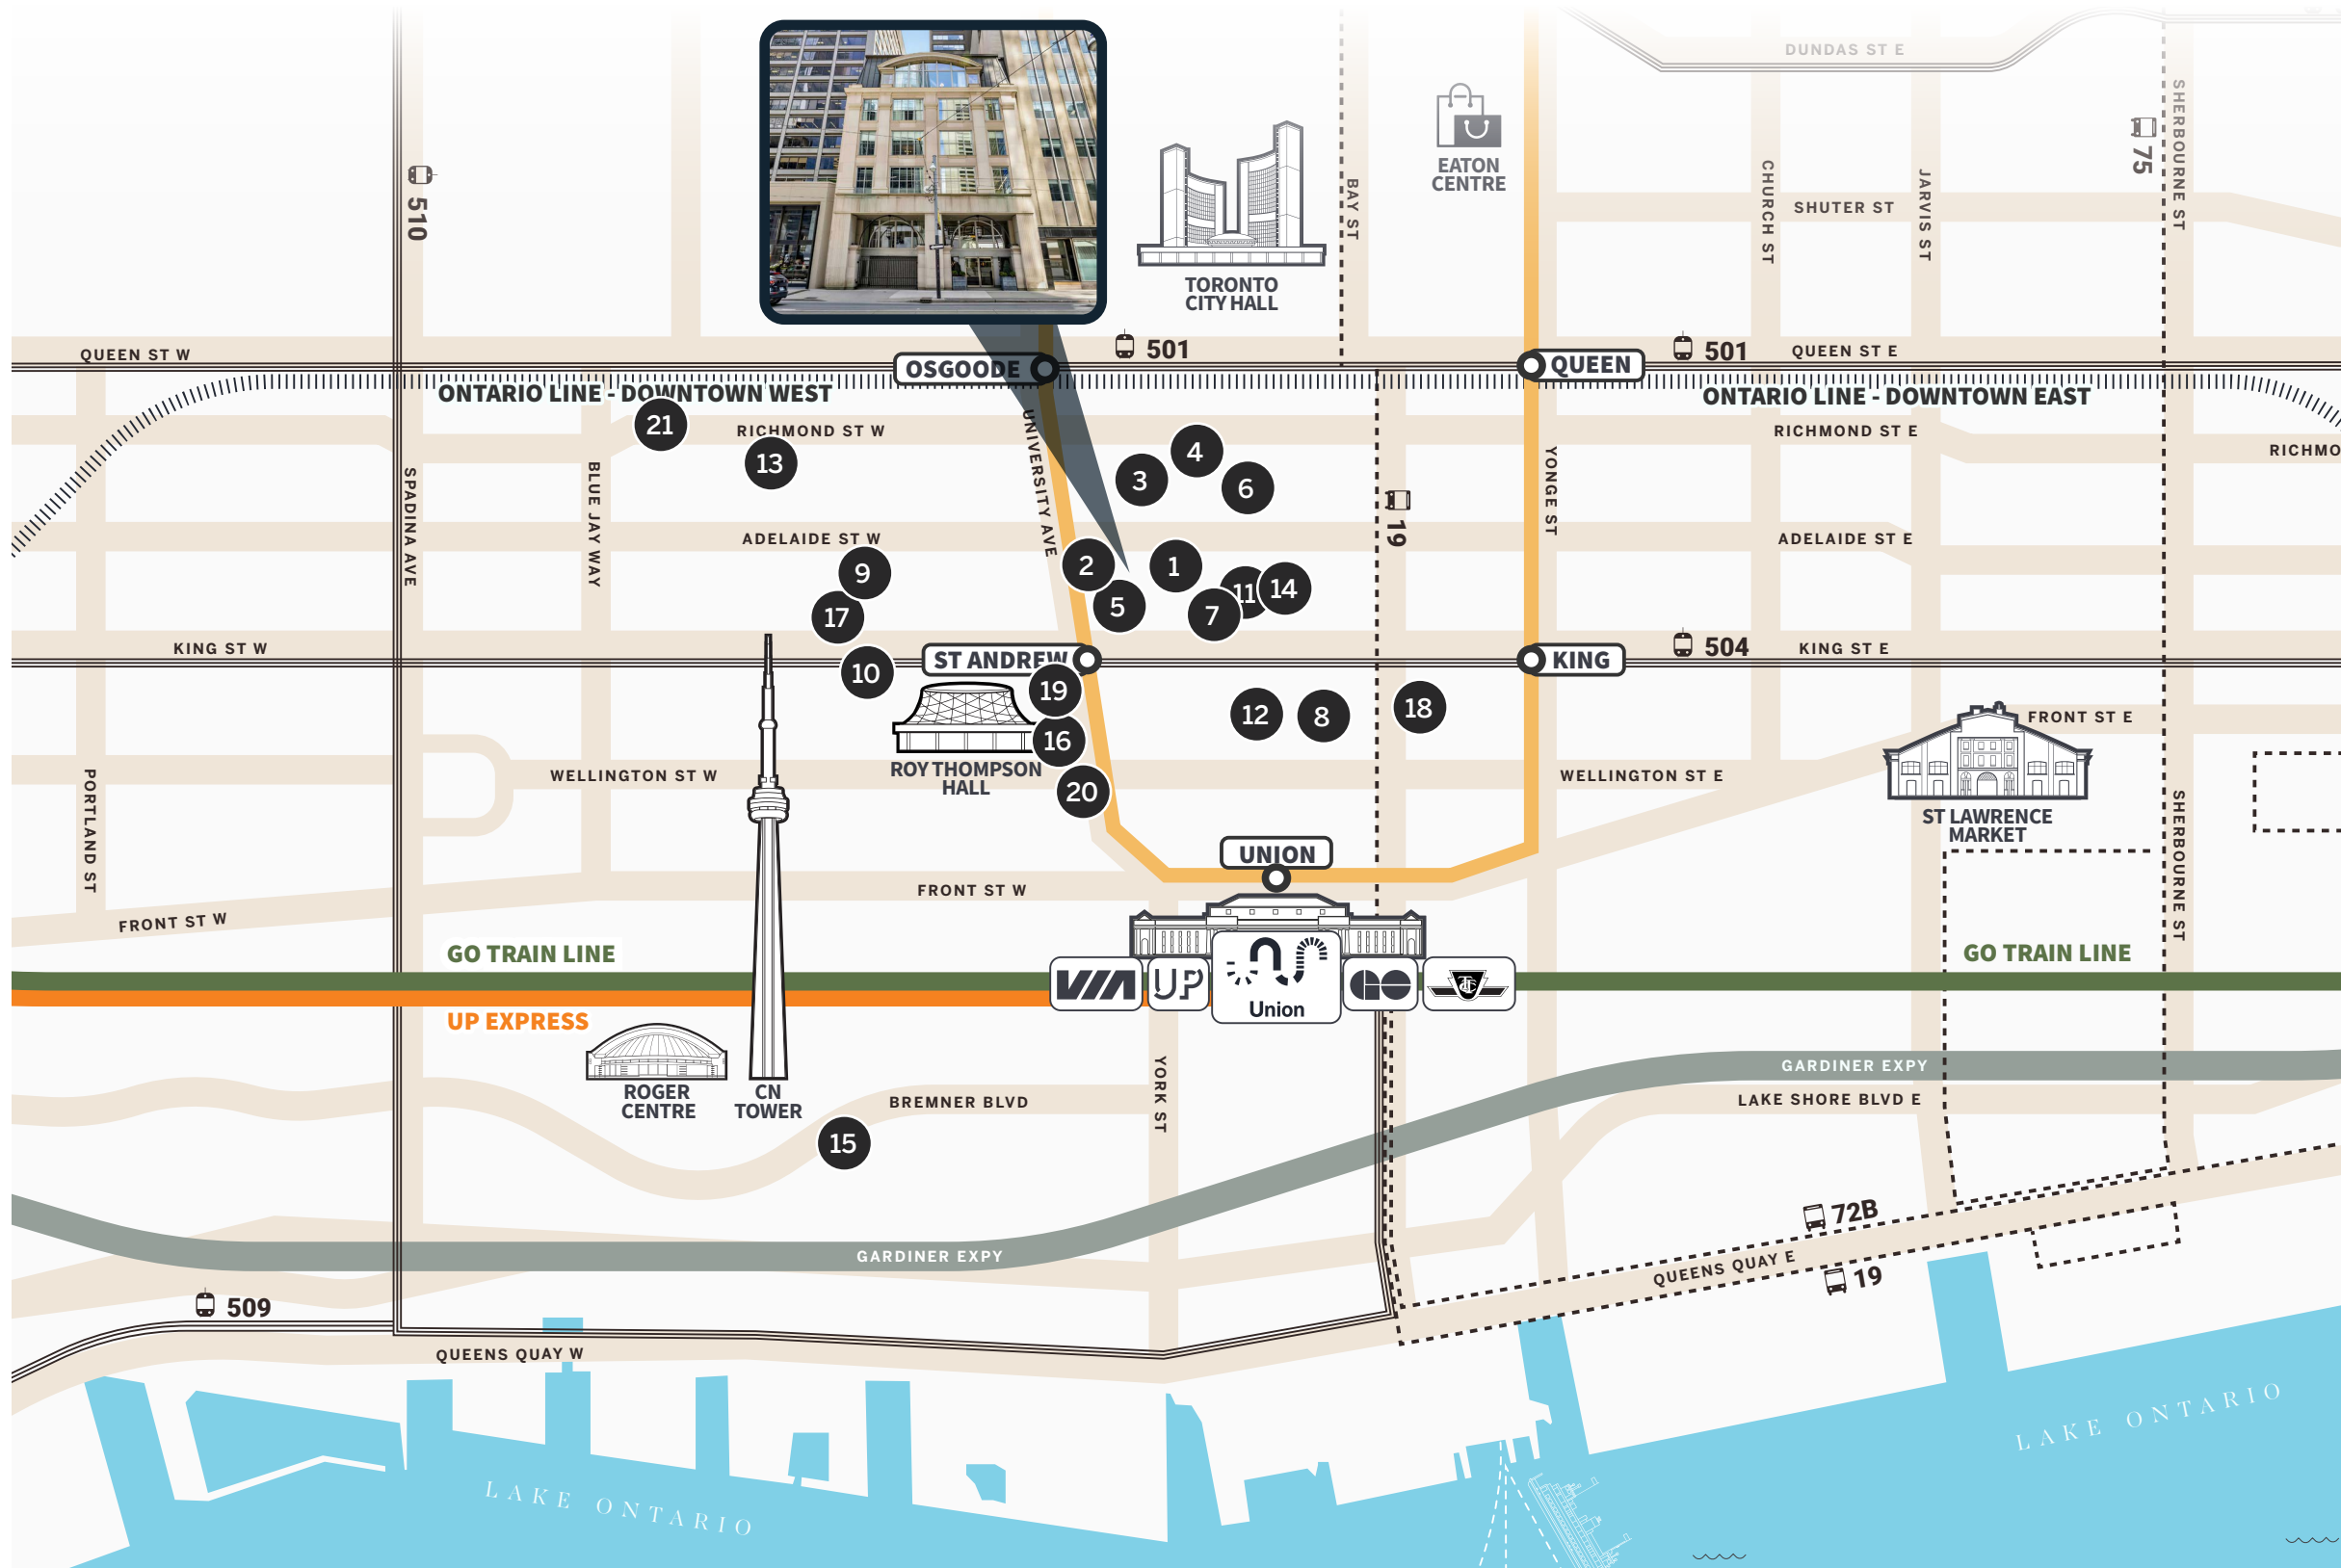 DUNDAS ST E
EATON
CENTRE
510
BAY ST
CHURCH ST
JARVIS ST
75
SHERBOURNE ST
SHUTER ST
TORONTO
CITY HALL
QUEEN ST W
OSGOODE
501
QUEEN
501
QUEEN ST E
ONTARIO LINE - DOWNTOWN WEST
ONTARIO LINE - DOWNTOWN EAST
21
RICHMOND ST W
13
UNIVERSITY AVE
4
3
6
RICHMOND ST E
RICHMO
SPADINA AVE
BLUE JAY WAY
YONGE ST
19
ADELAIDE ST W
ADELAIDE ST E
9
17
2
1
5
11
14
7
KING ST W
10
ST ANDREW
KING
504
KING ST E
19
12
8
18
16
20
FRONT ST E
PORTLAND ST
WELLINGTON ST W
ROY THOMPSON
HALL
WELLINGTON ST E
ST LAWRENCE
MARKET
SHERBOURNE ST
UNION
FRONT ST W
FRONT ST W
GO TRAIN LINE
GO TRAIN LINE
VIA
UP
Union
GO
TTC
UP EXPRESS
ROGER
CENTRE
CN
TOWER
BREMNER BLVD
YORK ST
15
GARDINER EXPY
LAKE SHORE BLVD E
GARDINER EXPY
72B
QUEENS QUAY E
19
509
QUEENS QUAY W
LAKE ONTARIO
LAKE ONTARIO